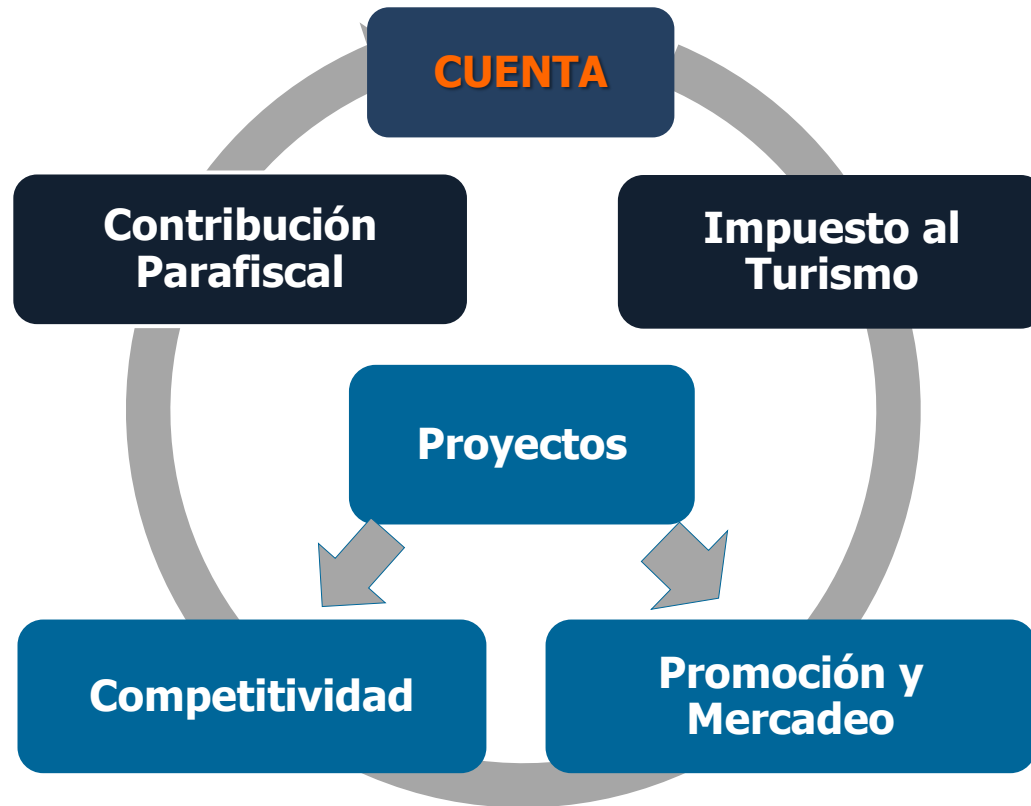 CUENTA
Contribución
Parafiscal
Impuesto al
Turismo
Proyectos
Competitividad
Promoción y
Mercadeo